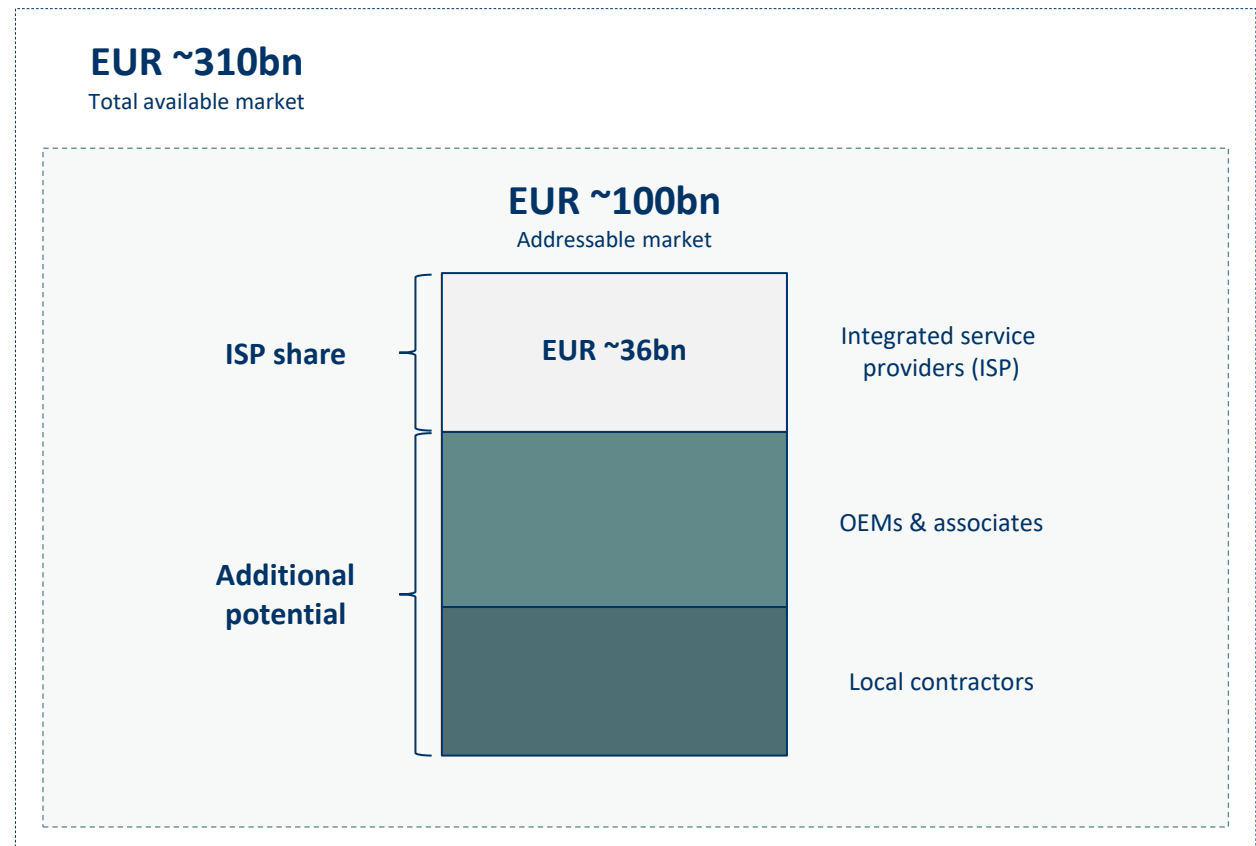 EUR ~310bn
Total available market
EUR ~100bn
Addressable market
ISP share
EUR ~36bn
Integrated service
providers (ISP)
OEMs & associates
Additional
potential
Local contractors